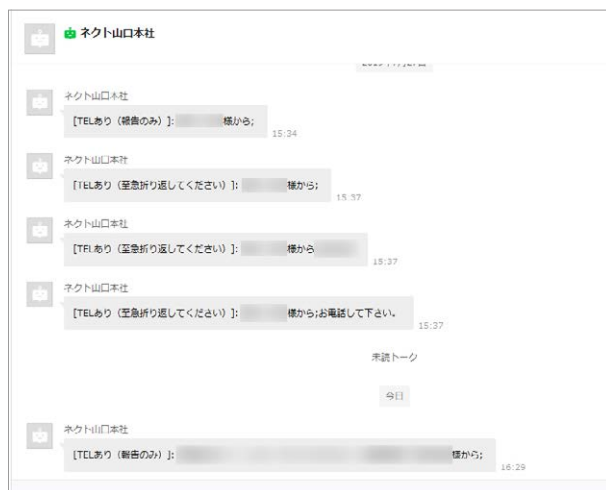 ネクト山口本社
ネクト山口本社
[TELあり（報告のみ）]: 様から;
15:34
ネクト山口本社
[TELあり（至急折り返してください）]: 様から;
15:37
ネクト山口本社
[TELあり（至急折り返してください）]: 様から
15:37
ネクト山口本社
[TELあり（至急折り返してください）]: 様から;お電話して下さい。
15:37
未読トーク
今日
ネクト山口本社
[TELあり（報告のみ）]: 様から;
16:29